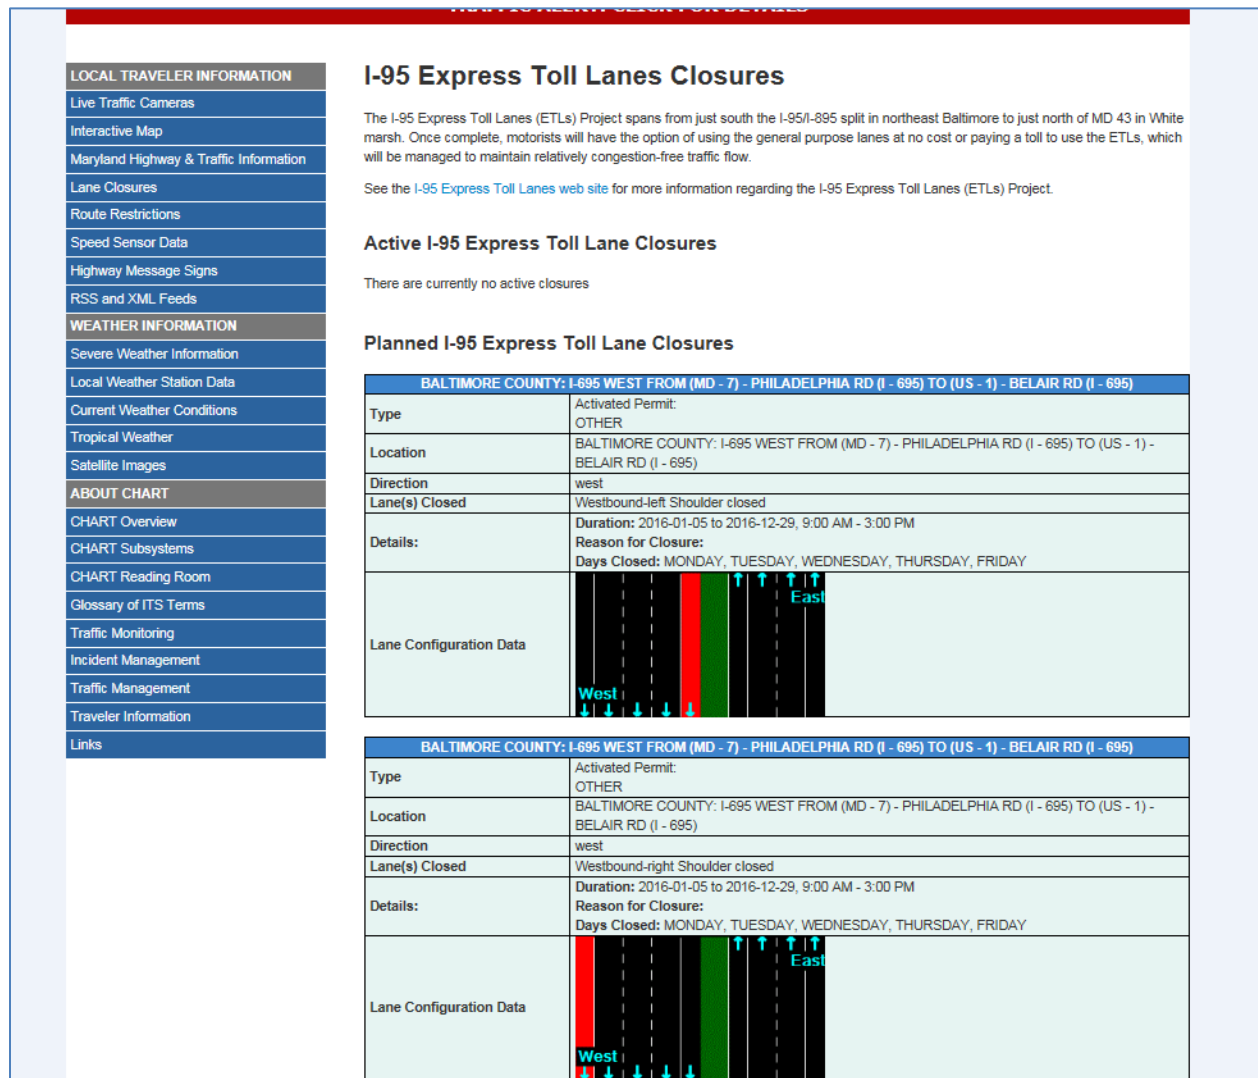 TRAFFIC ALERT: CLICK FOR DETAILS
LOCAL TRAVELER INFORMATION
Live Traffic Cameras
Interactive Map
Maryland Highway & Traffic Information
Lane Closures
Route Restrictions
Speed Sensor Data
Highway Message Signs
RSS and XML Feeds
WEATHER INFORMATION
Severe Weather Information
Local Weather Station Data
Current Weather Conditions
Tropical Weather
Satellite Images
ABOUT CHART
CHART Overview
CHART Subsystems
CHART Reading Room
Glossary of ITS Terms
Traffic Monitoring
Incident Management
Traffic Management
Traveler Information
Links
I-95 Express Toll Lanes Closures
The I-95 Express Toll Lanes (ETLs) Project spans from just south the I-95/I-895 split in northeast Baltimore to just north of MD 43 in White
marsh. Once complete, motorists will have the option of using the general purpose lanes at no cost or paying a toll to use the ETLs, which
will be managed to maintain relatively congestion-free traffic flow.
See the I-95 Express Toll Lanes web site for more information regarding the I-95 Express Toll Lanes (ETLs) Project.
Active I-95 Express Toll Lane Closures
There are currently no active closures
Planned I-95 Express Toll Lane Closures
BALTIMORE COUNTY: I-695 WEST FROM (MD - 7) - PHILADELPHIA RD (I - 695) TO (US - 1) - BELAIR RD (I - 695)
Type
Activated Permit:
OTHER
Location
BALTIMORE COUNTY: I-695 WEST FROM (MD - 7) - PHILADELPHIA RD (I - 695) TO (US - 1) -
BELAIR RD (I - 695)
Direction
west
Lane(s) Closed
Westbound-left Shoulder closed
Details:
Duration: 2016-01-05 to 2016-12-29, 9:00 AM - 3:00 PM
Reason for Closure:
Days Closed: MONDAY, TUESDAY, WEDNESDAY, THURSDAY, FRIDAY
Lane Configuration Data
East
West
BALTIMORE COUNTY: I-695 WEST FROM (MD - 7) - PHILADELPHIA RD (I - 695) TO (US - 1) - BELAIR RD (I - 695)
Type
Activated Permit:
OTHER
Location
BALTIMORE COUNTY: I-695 WEST FROM (MD - 7) - PHILADELPHIA RD (I - 695) TO (US - 1) -
BELAIR RD (I - 695)
Direction
west
Lane(s) Closed
Westbound-right Shoulder closed
Details:
Duration: 2016-01-05 to 2016-12-29, 9:00 AM - 3:00 PM
Reason for Closure:
Days Closed: MONDAY, TUESDAY, WEDNESDAY, THURSDAY, FRIDAY
Lane Configuration Data
East
West